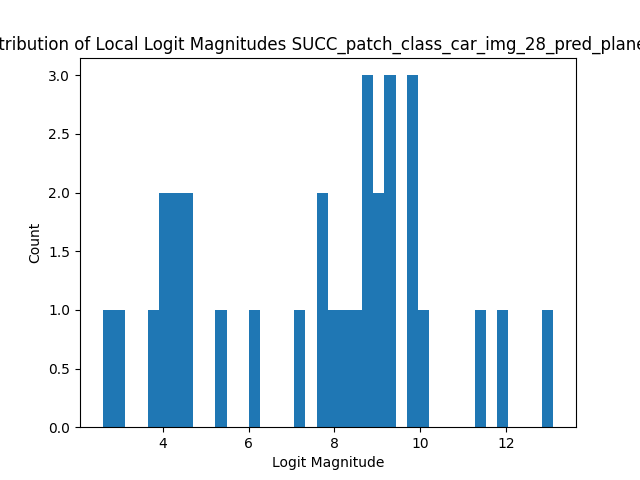 tribution of Local Logit Magnitudes SUCC_patch_class_car_img_28_pred_plane
3.0
2.5
2.0
1.5
1.0
0.5
0.0
Count
4 6 8 10 12
Logit Magnitude